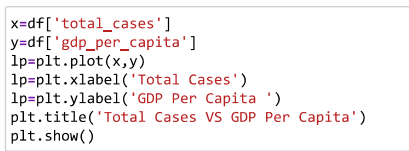 x=df['total_cases']
y=df['gdp_per_capita']
lp=plt.plot(x,y)
lp=plt.xlabel('Total Cases')
lp=plt.ylabel('GDP Per Capita ')
plt.title('Total Cases VS GDP Per Capita')
plt.show()